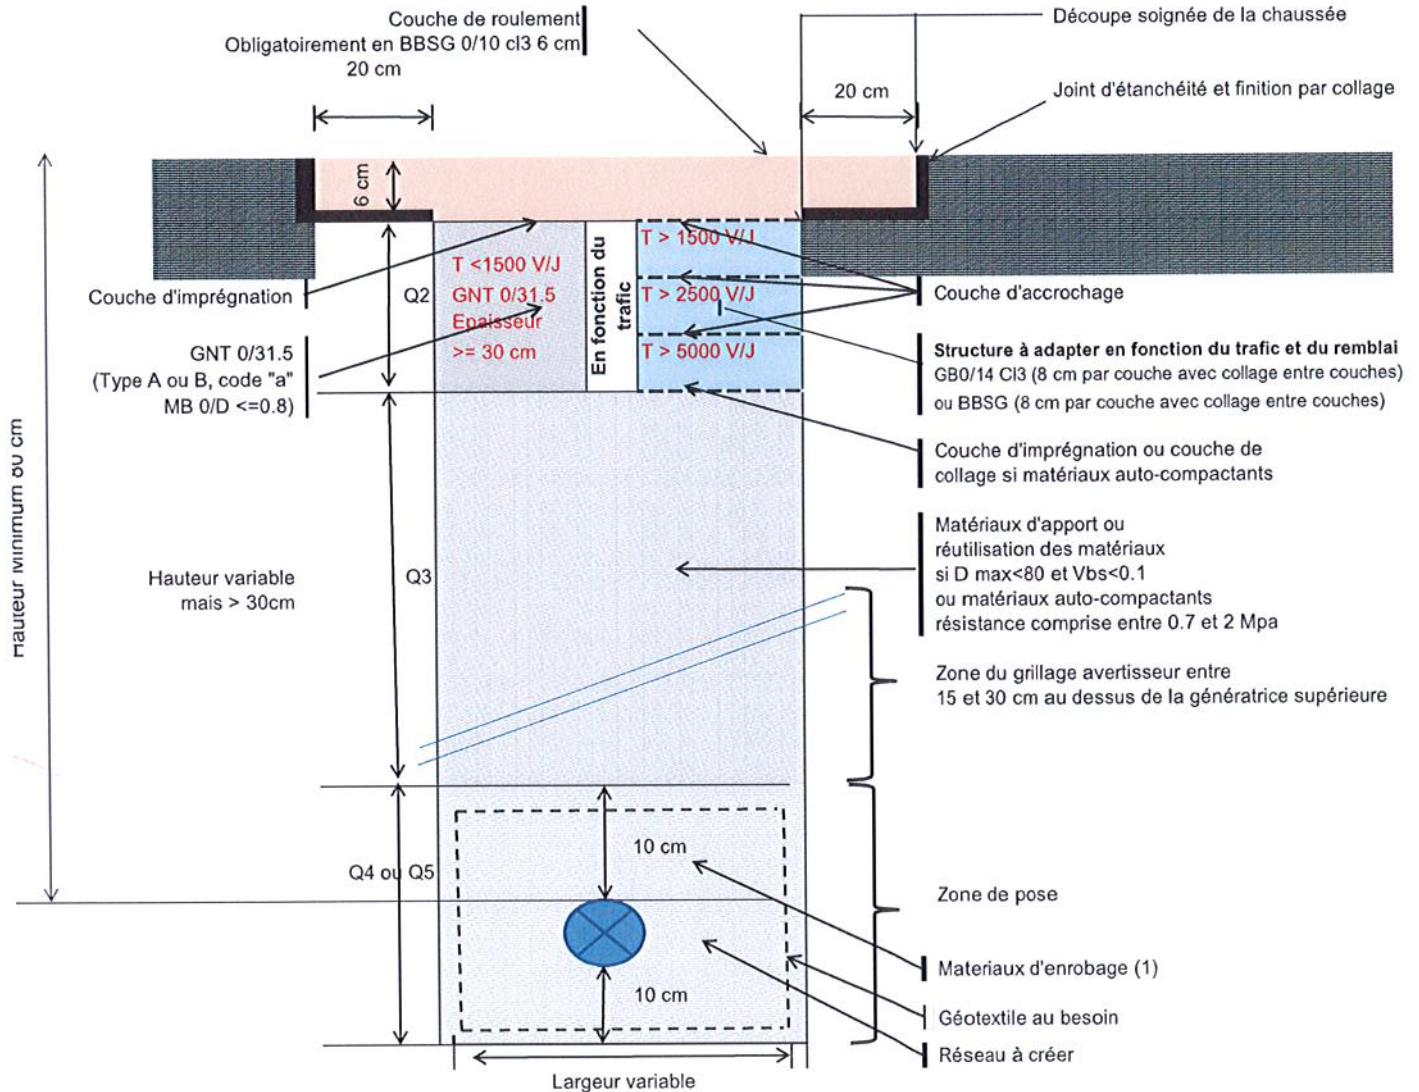 Couche de roulement
Obligatoirement en BBSG 0/10 cl3 6 cm
20 cm
Découpe soignée de la chaussée
20 cm
Joint d'étanchéité et finition par collage
6 cm
Couche d'imprégnation
Q2
T <1500 V/J
GNT 0/31.5
Epaisseur
>= 30 cm
En fonction du
trafic
T > 1500 V/J
T > 2500 V/J
T > 5000 V/J
Couche d'accrochage
GNT 0/31.5
(Type A ou B, code "a"
MB 0/D <=0.8)
Structure à adapter en fonction du trafic et du remblai
GB0/14 Cl3 (8 cm par couche avec collage entre couches)
ou BBSG (8 cm par couche avec collage entre couches)
Couche d'imprégnation ou couche de
collage si matériaux auto-compactants
Hauteur Minimum 80 cm
Hauteur variable
mais > 30cm
Q3
Matériaux d'apport ou
réutilisation des matériaux
si D max<80 et Vbs<0.1
ou matériaux auto-compactants
résistance comprise entre 0.7 et 2 Mpa
Zone du grillage avertisseur entre
15 et 30 cm au dessus de la génératrice supérieure
Q4 ou Q5
10 cm
10 cm
Zone de pose
Materiaux d'enrobage (1)
Géotextile au besoin
Réseau à créer
Largeur variable